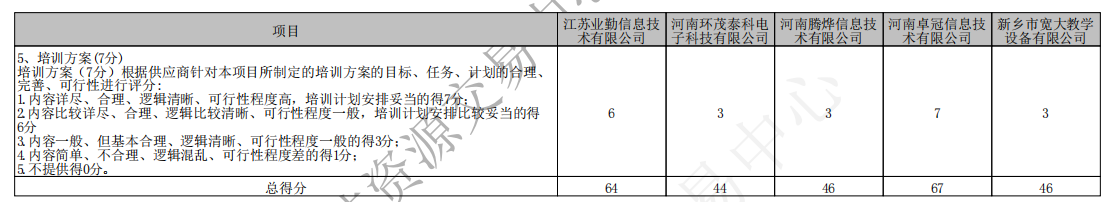 项目
江苏业勤信息技
术有限公司
河南环茂泰科电
子科技有限公司
河南腾烨信息技
术有限公司
河南卓冠信息技
术有限公司
新乡市宽大教学
设备有限公司
5、培训方案(7分)
培训方案（7分）根据供应商针对本项目所制定的培训方案的目标、任务、计划的合理、
完善、可行性进行评分:
1.内容详尽、合理、逻辑清晰、可行性程度高，培训计划安排妥当的得7分；
2.内容比较详尽、合理、逻辑比较清晰、可行性程度一般，培训计划安排比较妥当的得
6分
3.内容一般、但基本合理、逻辑清晰、可行性程度一般的得3分；
4.内容简单、不合理、逻辑混乱、可行性程度差的得1分；
5.不提供得0分。
6
3
3
7
3
总得分
64
44
46
67
46
资源交易中心
易中心